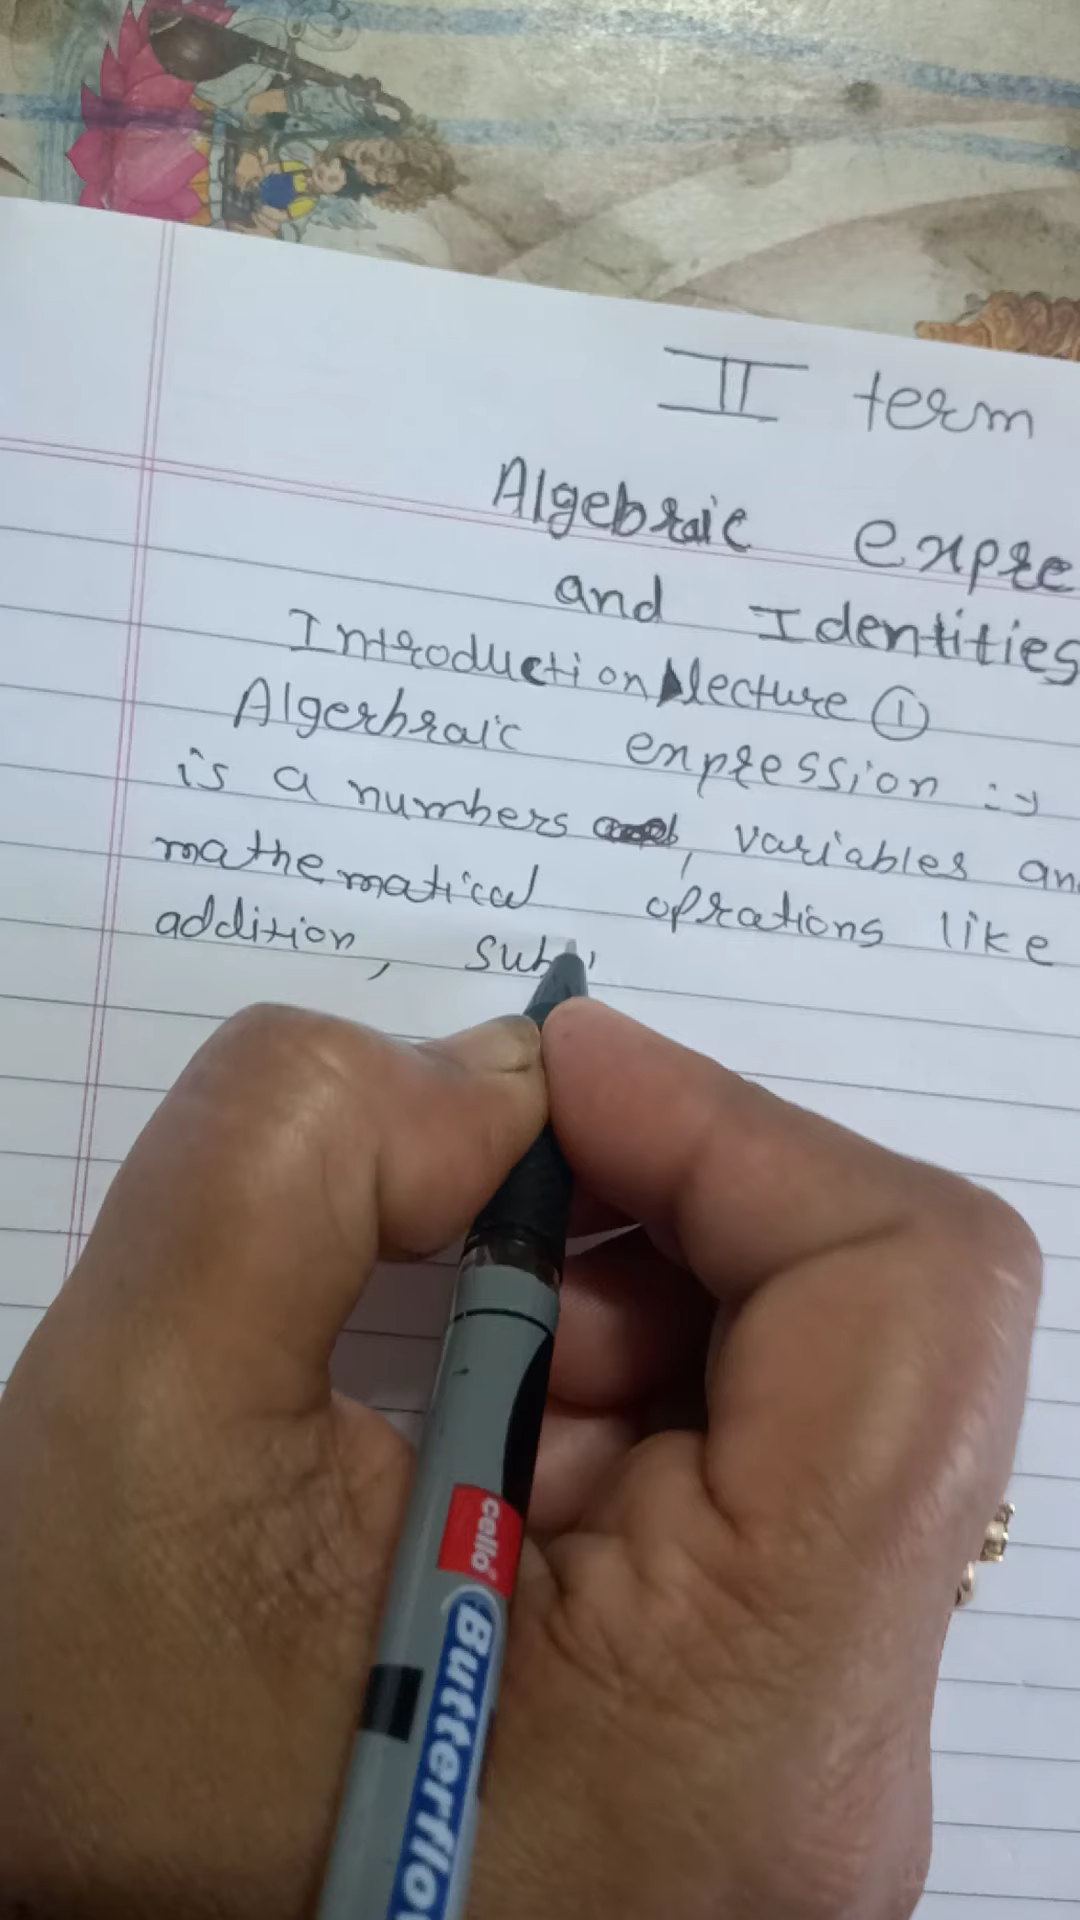 II term
Algebraic expre
and Identities
Introduction lecture ①
Algerbraic expression :-
is a numbers , variables an
mathematical oprations like
addition, sub
cello
Butterflo